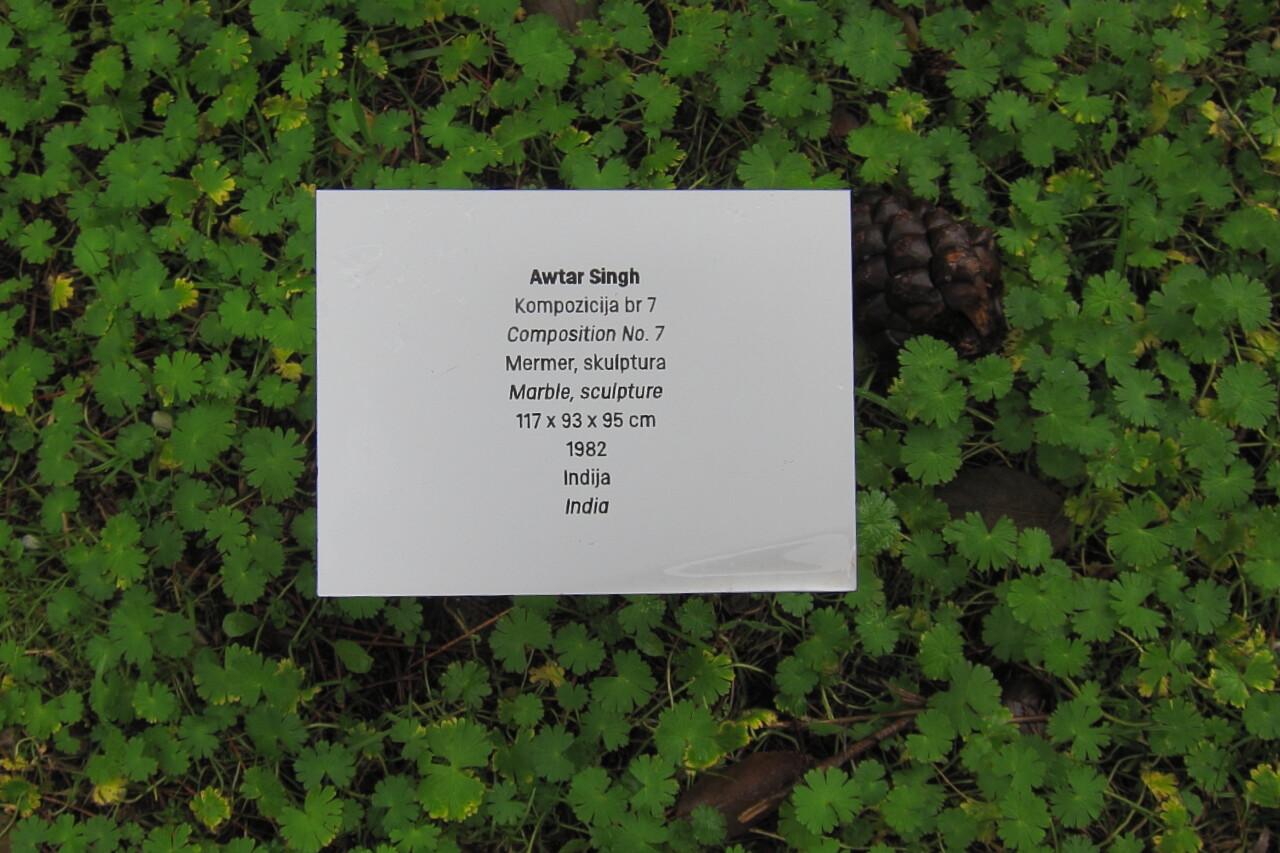 Awtar Singh
Kompozicija br 7
Composition No. 7
Mermer, skulptura
Marble, sculpture
117 x 93 x 95 cm
1982
Indija
India